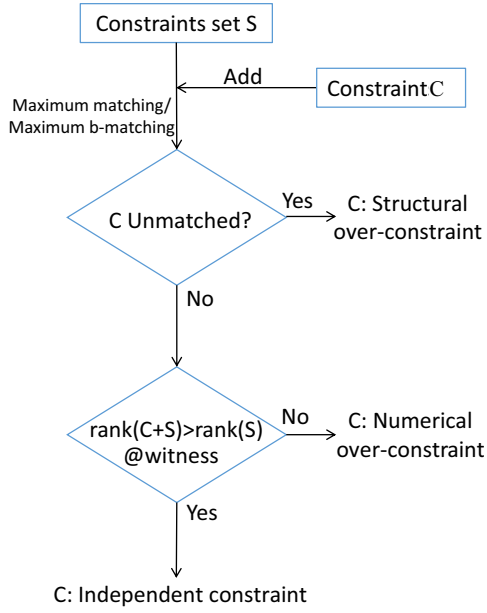 Constraints set S
Add
Constraint C
Maximum matching/
Maximum b-matching
C Unmatched?
Yes
C: Structural
over-constraint
No
rank(C+S)>rank(S)
@witness
No
C: Numerical
over-constraint
Yes
C: Independent constraint